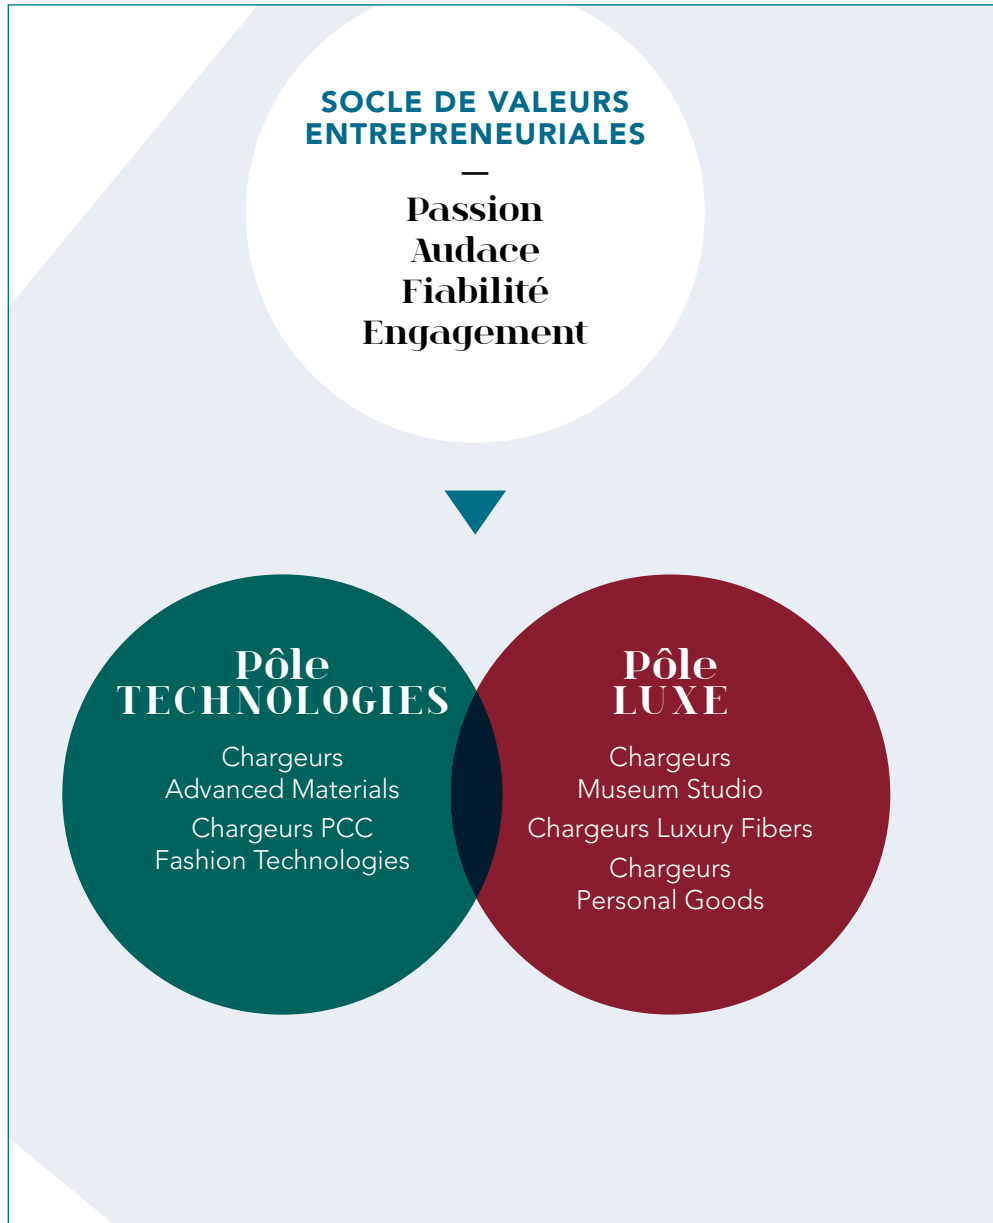 SOCLE DE VALEURS
ENTREPRENEURIALES
—
Passion
Audace
Fiabilité
Engagement
Pôle
TECHNOLOGIES
Chargeurs
Advanced Materials
Chargeurs PCC
Fashion Technologies
Pôle
LUXE
Chargeurs
Museum Studio
Chargeurs Luxury Fibers
Chargeurs
Personal Goods